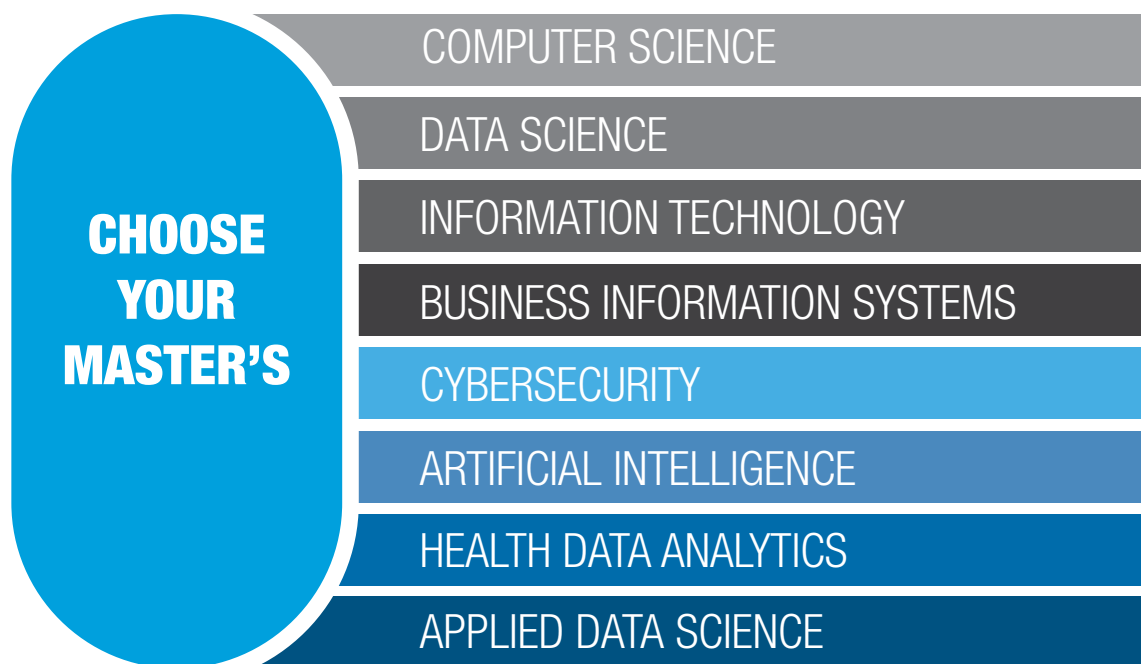 CHOOSE
YOUR
MASTER'S
COMPUTER SCIENCE
DATA SCIENCE
INFORMATION TECHNOLOGY
BUSINESS INFORMATION SYSTEMS
CYBERSECURITY
ARTIFICIAL INTELLIGENCE
HEALTH DATA ANALYTICS
APPLIED DATA SCIENCE